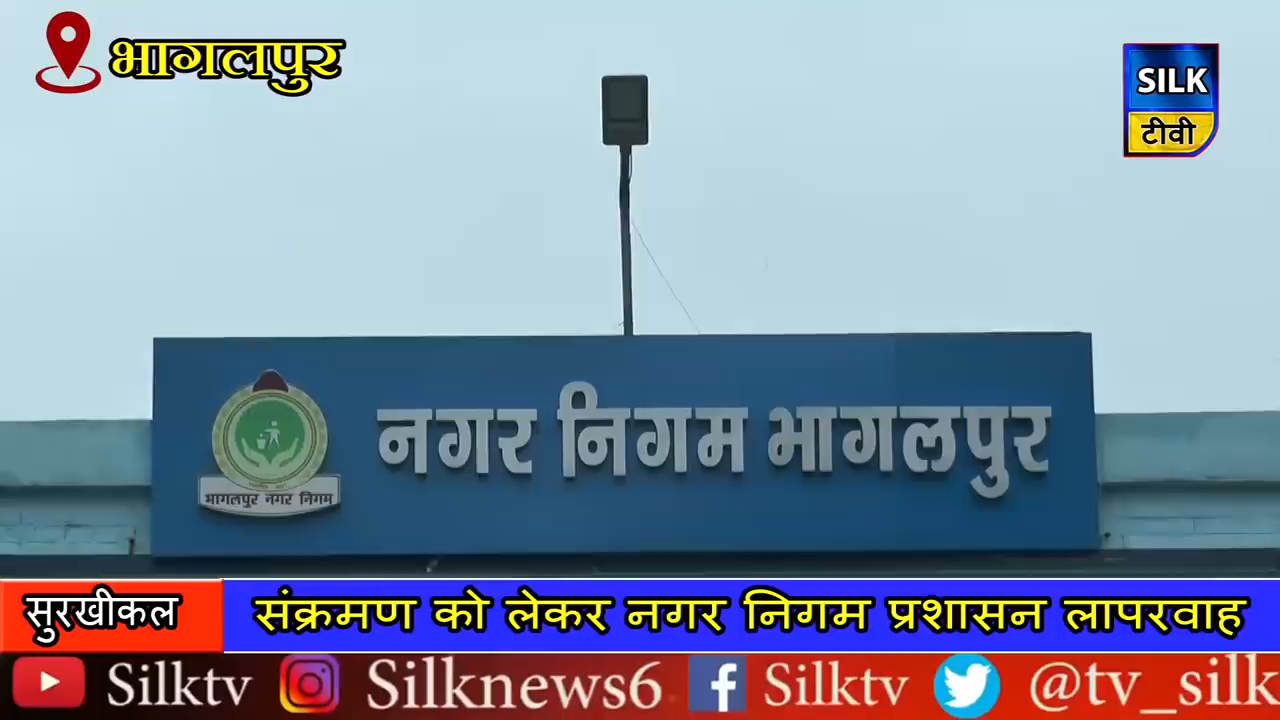 भागलपुर
SILK
टीवी
नगर निगम भागलपुर
भागलपुर नगर निगम
सुरखीकल
संक्रमण को लेकर नगर निगम प्रशासन लापरवाह
Silktv Silknews6 Silktv @tv_silk